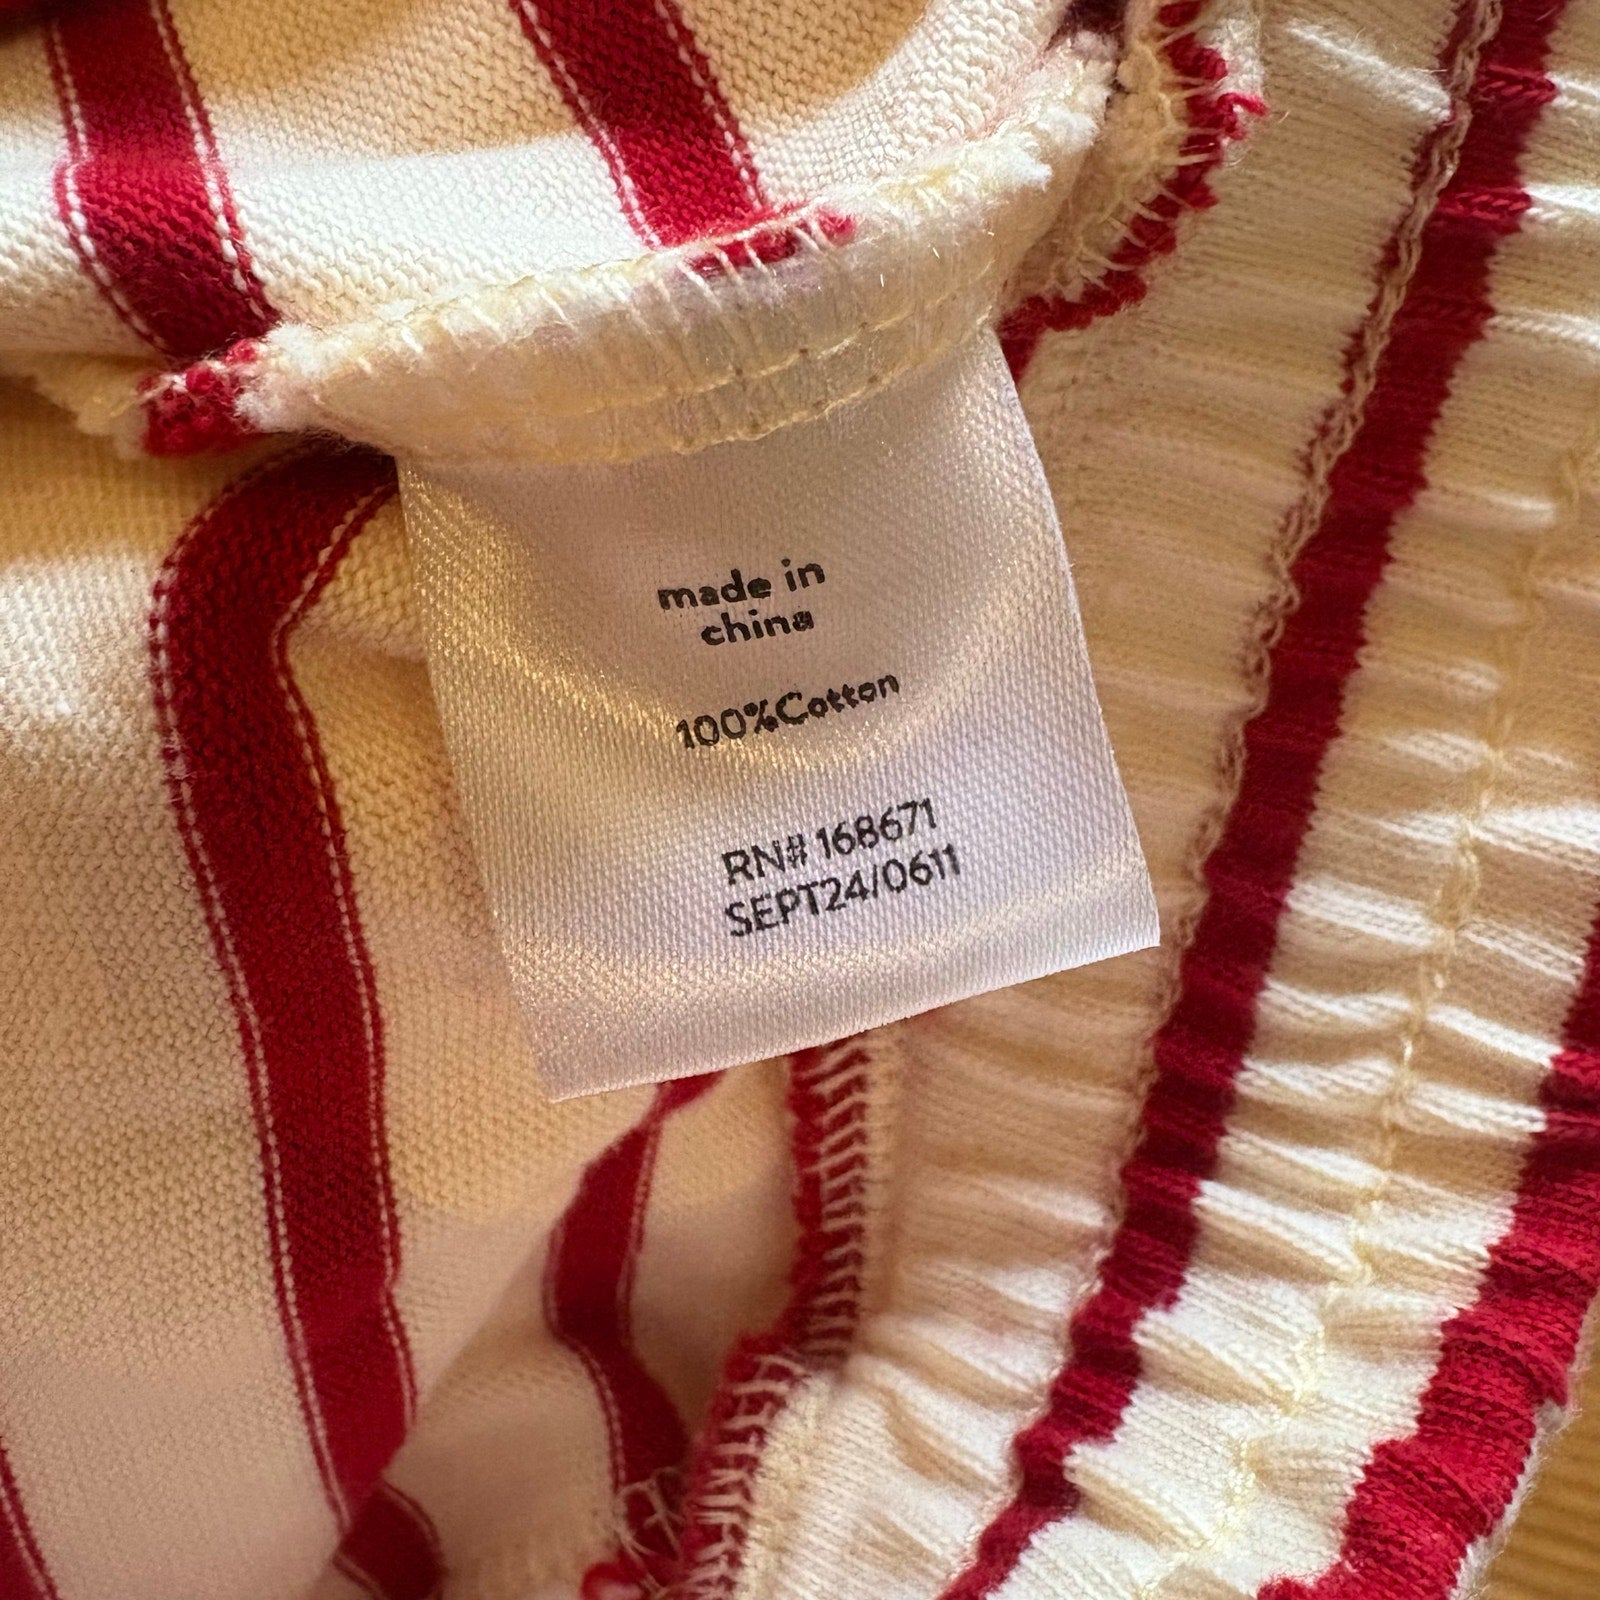 made in
china
100%Cotton
RN# 168671
SEPT24/0611